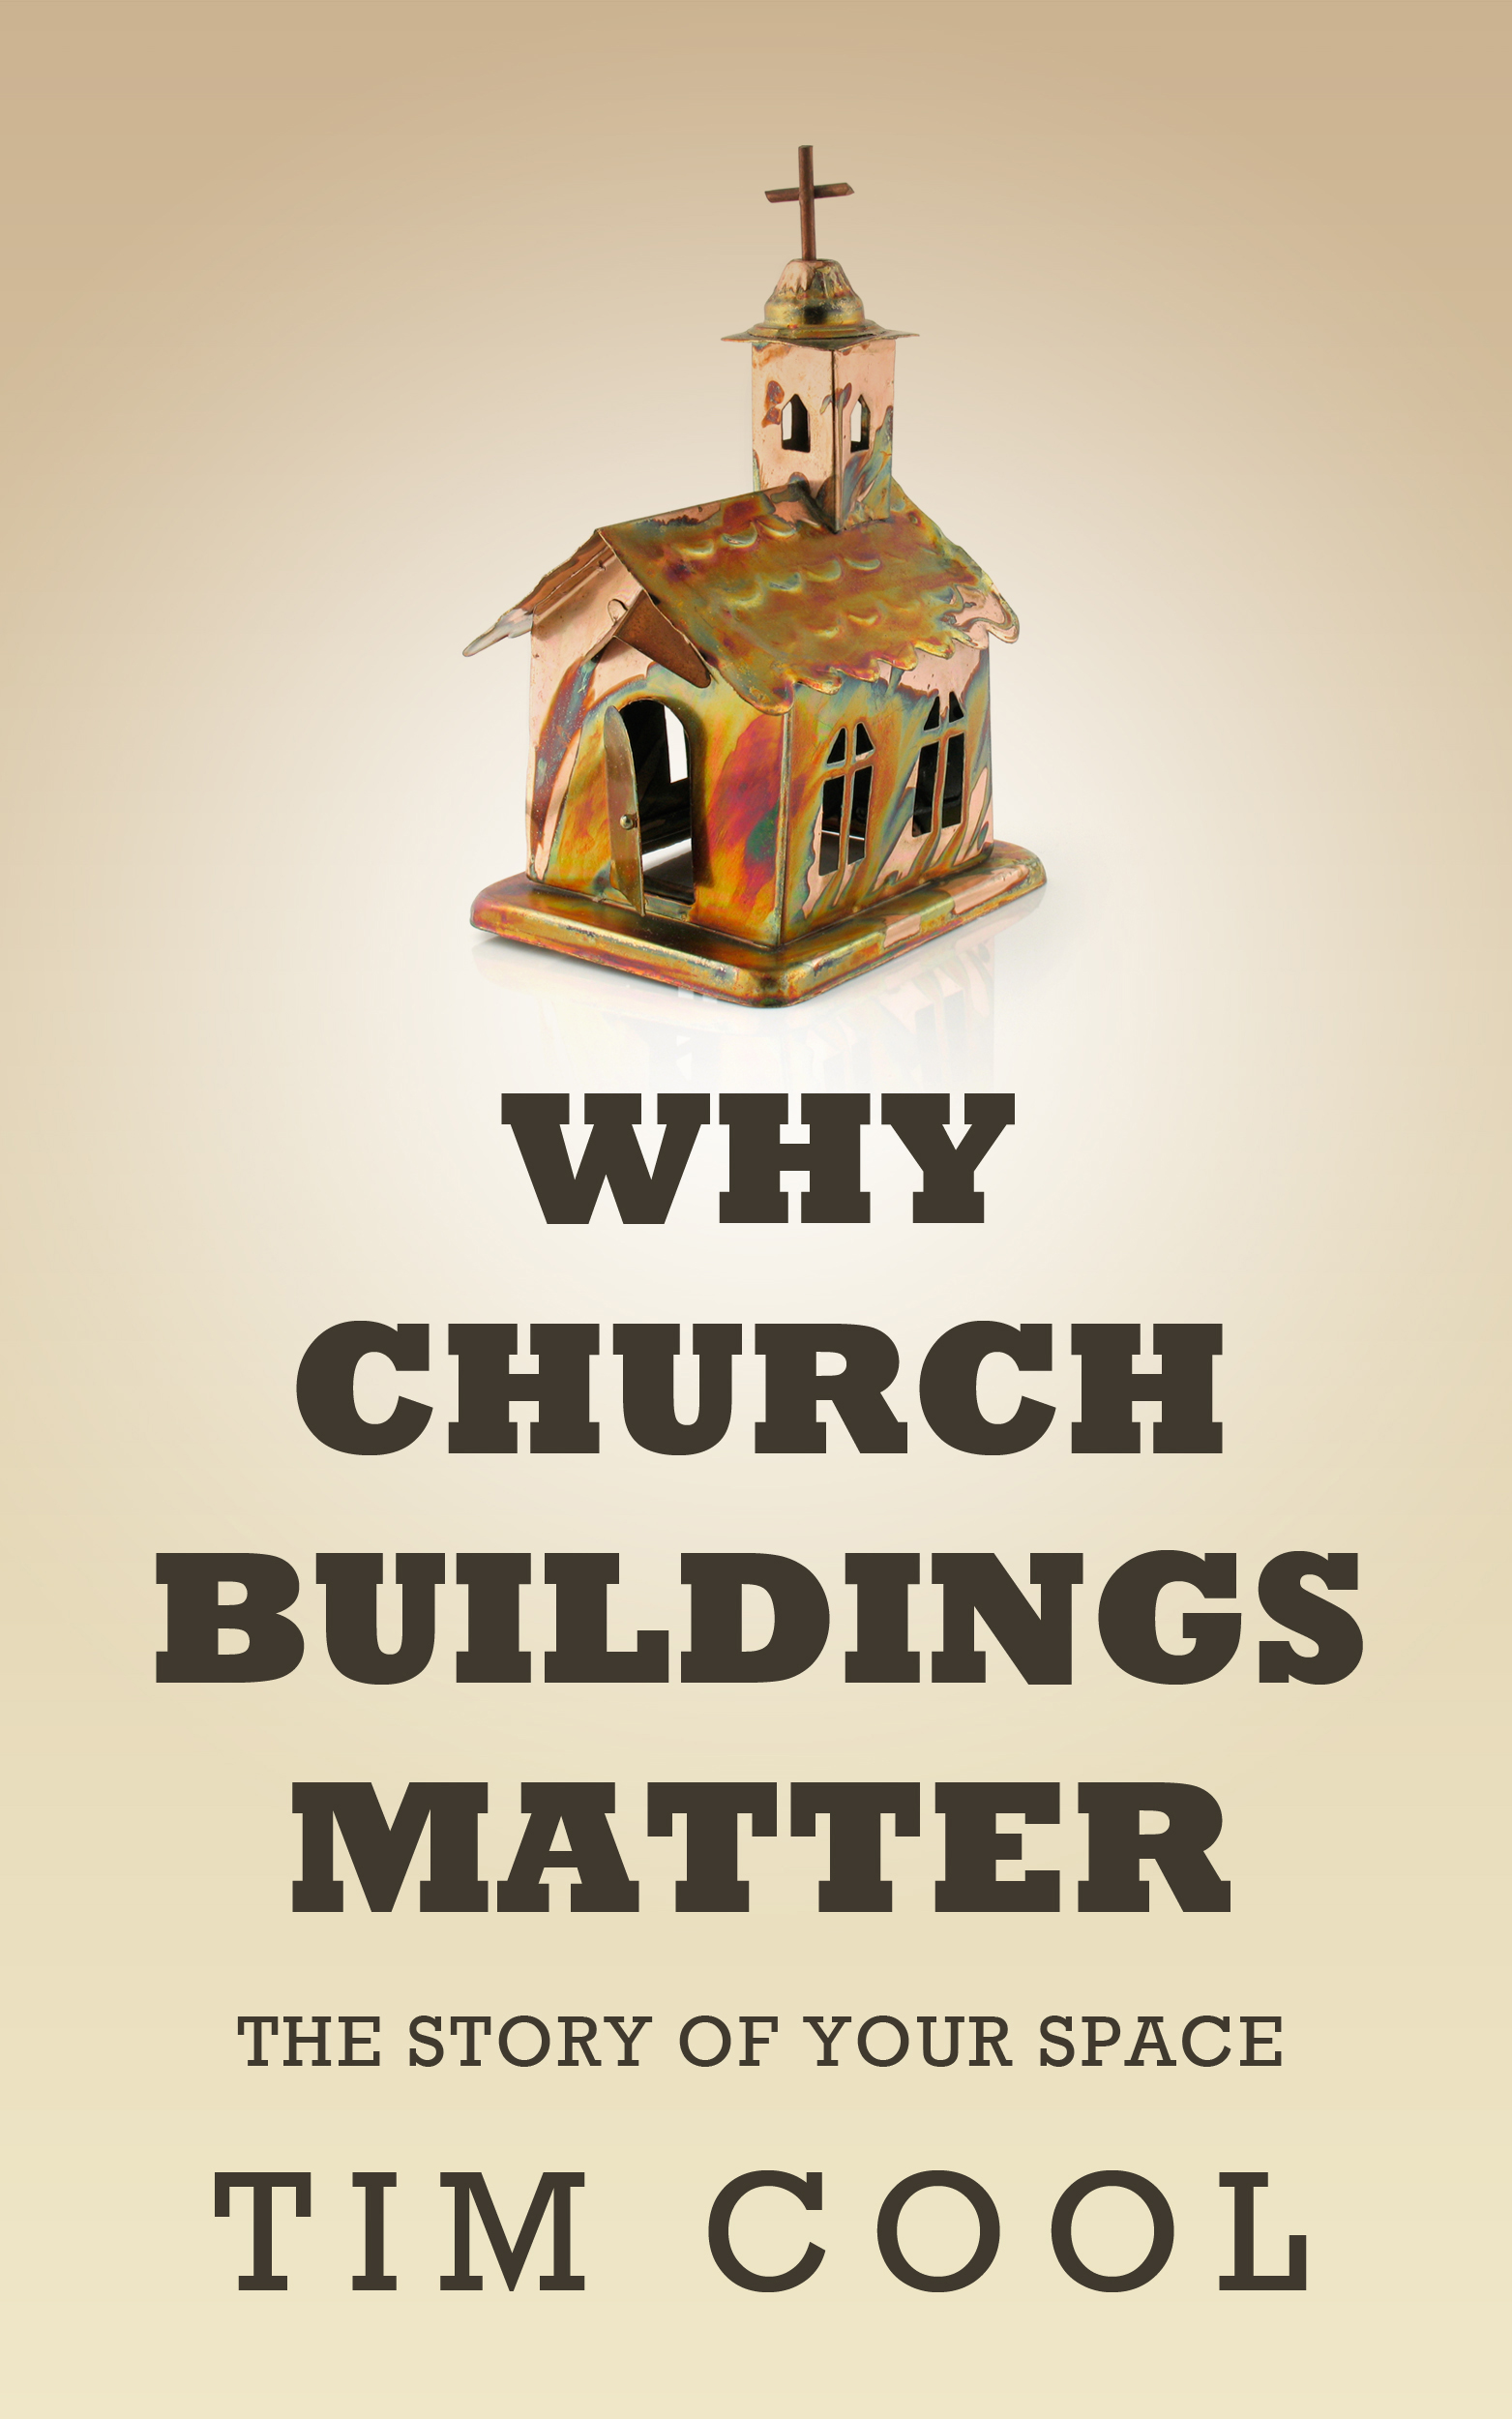 WHY
CHURCH
BUILDINGS
MATTER
THE STORY OF YOUR SPACE
TIM COOL